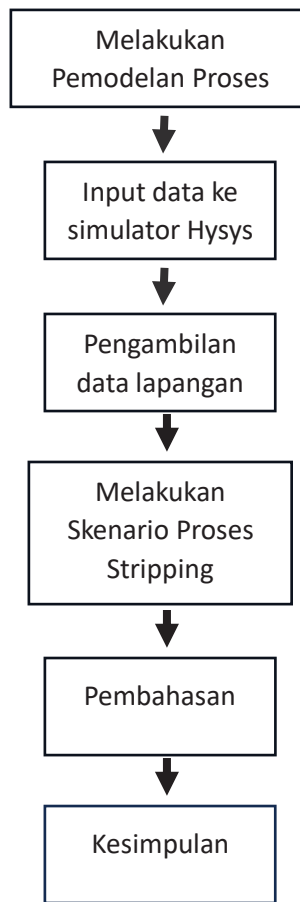 Melakukan
Pemodelan Proses
Input data ke
simulator Hysys
Pengambilan
data lapangan
Melakukan
Skenario Proses
Stripping
Pembahasan
Kesimpulan